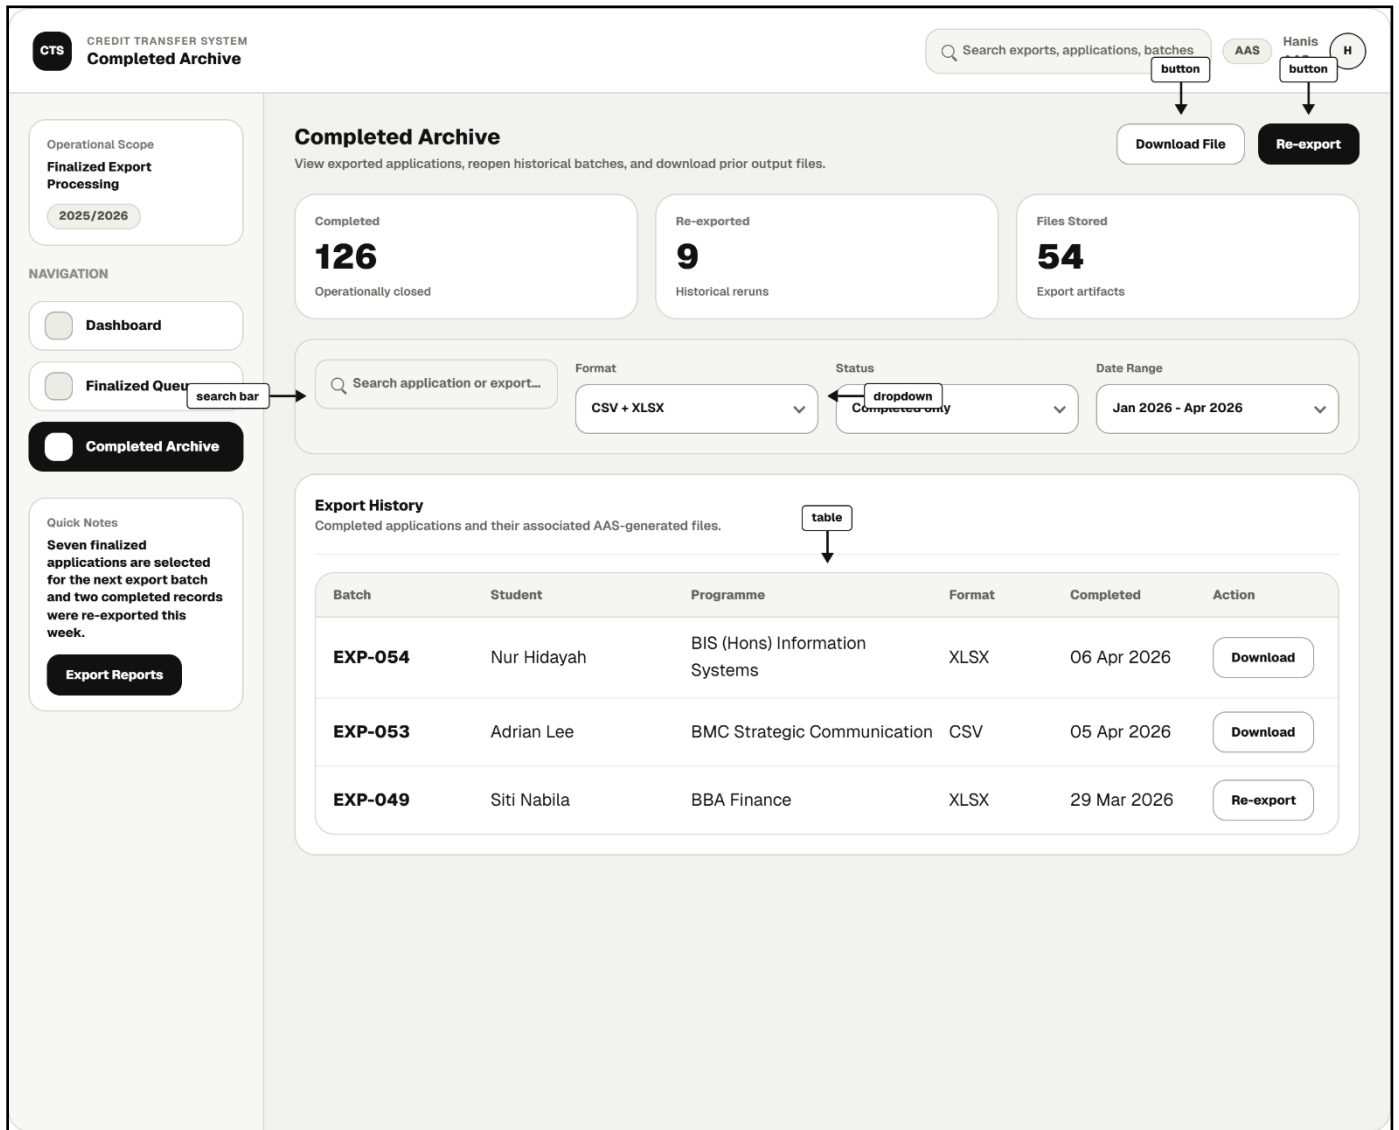 CTS
CREDIT TRANSFER SYSTEM
Completed Archive
Search exports, applications, batches
AAS
Hanis
H
button
button
Operational Scope
Finalized Export
Processing
2025/2026
NAVIGATION
Dashboard
Finalized Queu
Completed Archive
Quick Notes
Seven finalized
applications are selected
for the next export batch
and two completed records
were re-exported this
week.
Export Reports
Completed Archive
View exported applications, reopen historical batches, and download prior output files.
Download File
Re-export
Completed
126
Operationally closed
Re-exported
9
Historical reruns
Files Stored
54
Export artifacts
search bar
Search application or export...
Format
CSV + XLSX
Status
dropdown
Completed only
Date Range
Jan 2026 - Apr 2026
Export History
Completed applications and their associated AAS-generated files.
table
Batch Student Programme Format Completed Action
EXP-054 Nur Hidayah BIS (Hons) Information Systems XLSX 06 Apr 2026 Download
EXP-053 Adrian Lee BMC Strategic Communication CSV 05 Apr 2026 Download
EXP-049 Siti Nabila BBA Finance XLSX 29 Mar 2026 Re-export